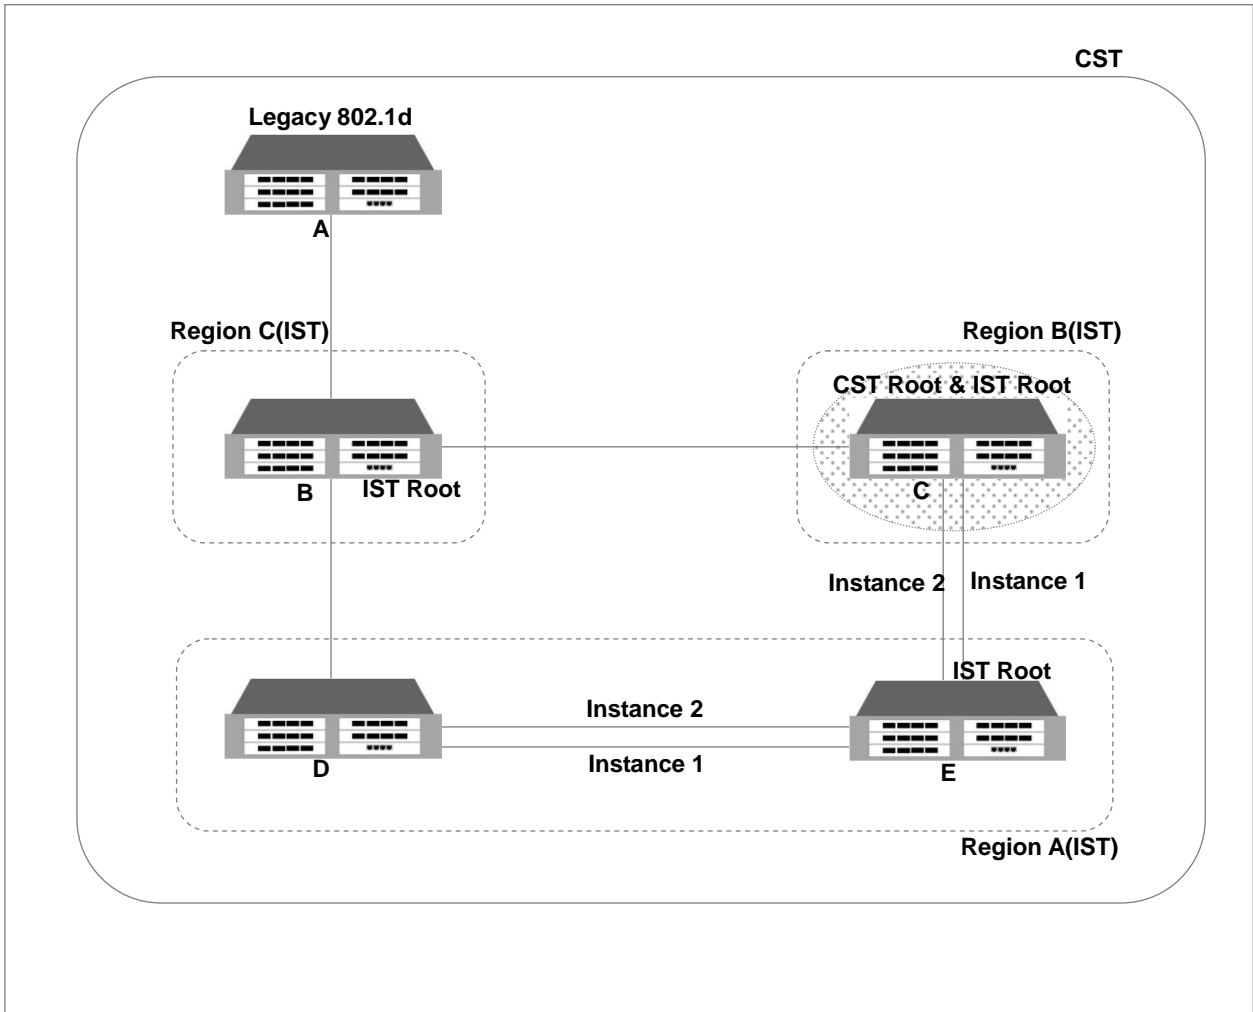 CST
Legacy 802.1d
A
Region C(IST)
Region B(IST)
CST Root & IST Root
B
IST Root
C
Instance 2
Instance 1
IST Root
Instance 2
Instance 1
D
E
Region A(IST)